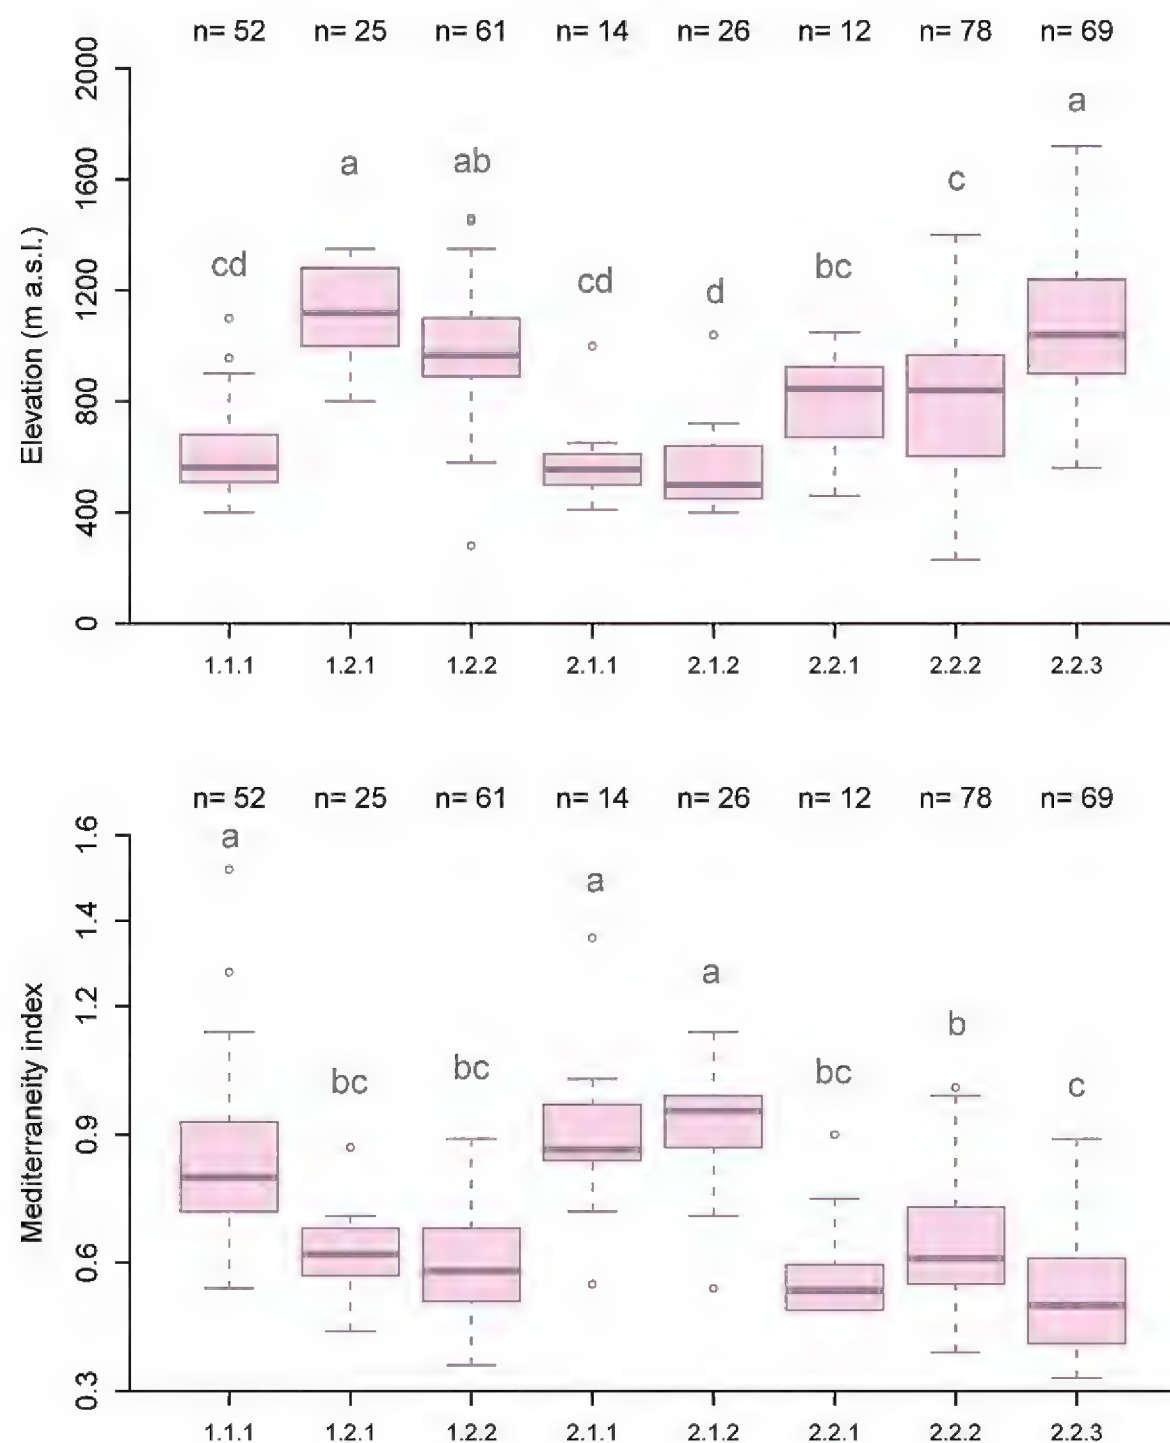 n= 52 n= 25 n= 61 n= 14 n= 26 n= 12 n= 78 n= 69
2000
a
1600
a
ab
c
cd
bc
1200
cd
d
800
400
0
Elevation (m a.s.l.)
1.1.1 1.2.1 1.2.2 2.1.1 2.1.2 2.2.1 2.2.2 2.2.3
n= 52 n= 25 n= 61 n= 14 n= 26 n= 12 n= 78 n= 69
1.6
a
a
1.4
a
1.2
b
bc
bc
bc
c
0.9
0.6
0.3
Mediterraneity index
1.1.1 1.2.1 1.2.2 2.1.1 2.1.2 2.2.1 2.2.2 2.2.3